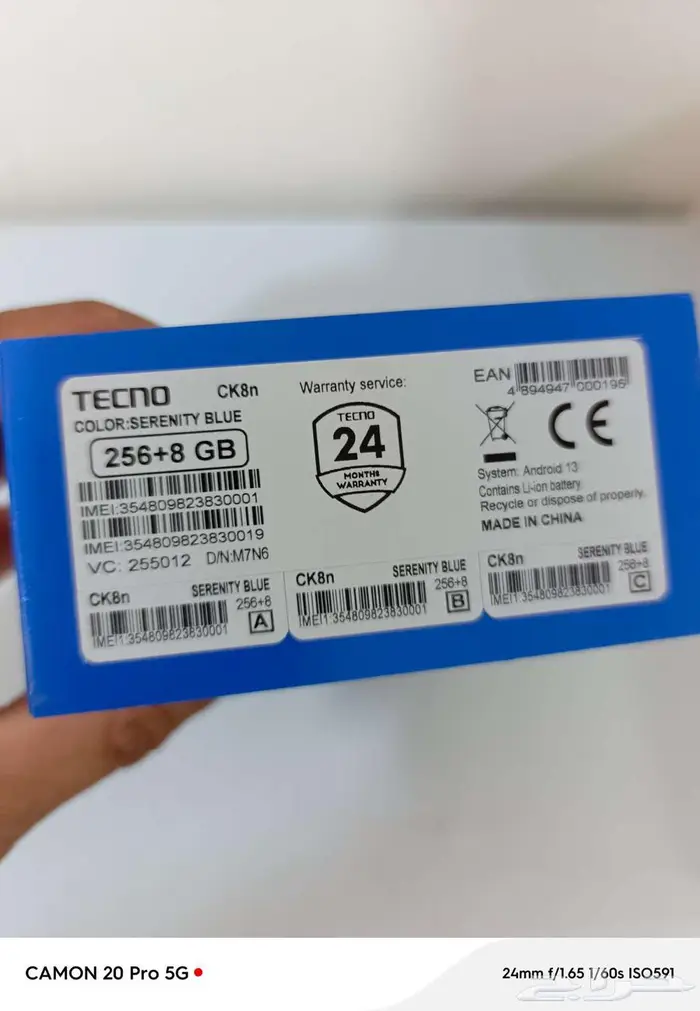 TECNO
CK8n
COLOR:SERENITY BLUE
256+8 GB
IMEI:354809823830001
IMEI:354809823830019
VC: 255012 D/N:M7N6
Warranty service:
TECNO
24
MONTHS
WARRANTY
EAN
4 894947 000195
CE
System: Android 13
Contains Li-ion battery.
Recycle or dispose of properly.
MADE IN CHINA
CK8n
SERENITY BLUE
256+8
IMEI1:354809823830001
A
CK8n
SERENITY BLUE
256+8
IMEI1:354809823830001
B
CK8n
SERENITY BLUE
256+8
IMEI1:354809823830001
C
CAMON 20 Pro 5G
24mm f/1.65 1/60s ISO591
حراج